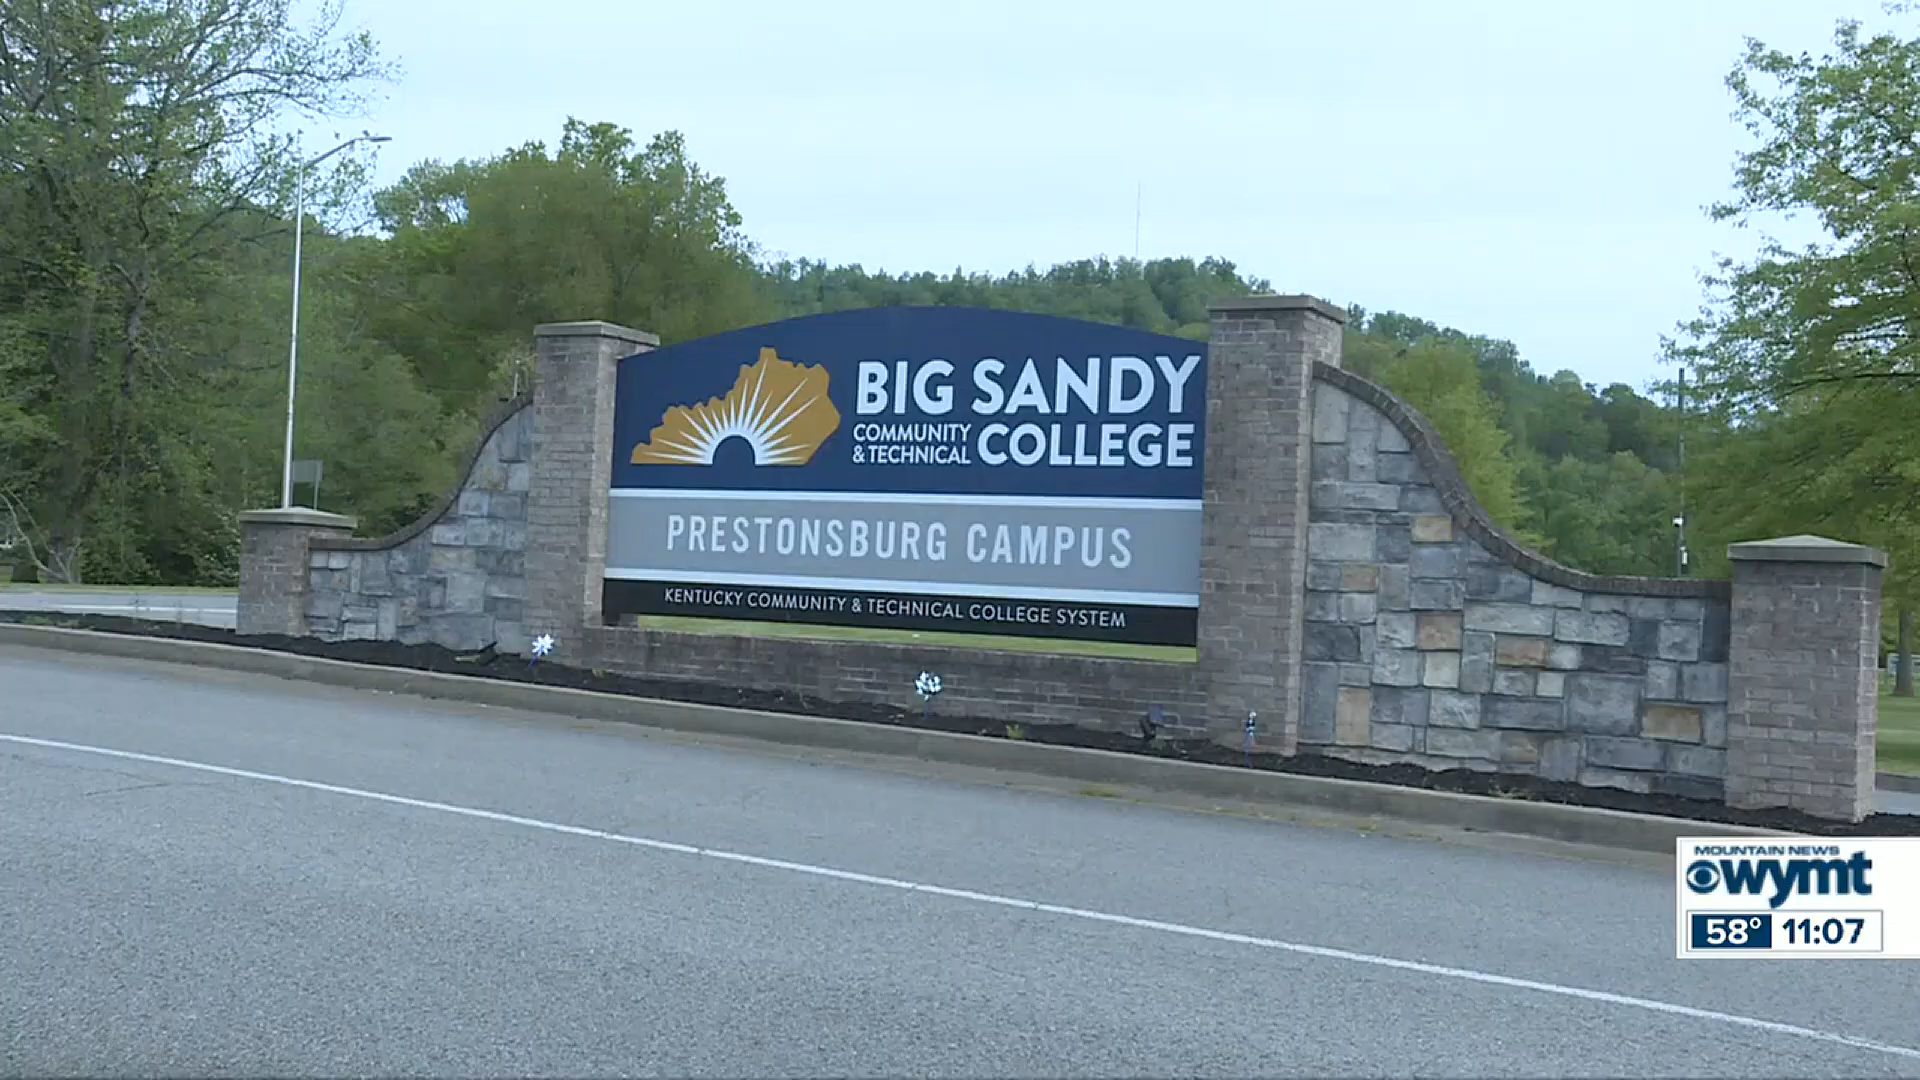 BIG SANDY
COMMUNITY
& TECHNICAL
COLLEGE
PRESTONSBURG CAMPUS
KENTUCKY COMMUNITY & TECHNICAL COLLEGE SYSTEM
MOUNTAIN NEWS
wymt
58° 11:07